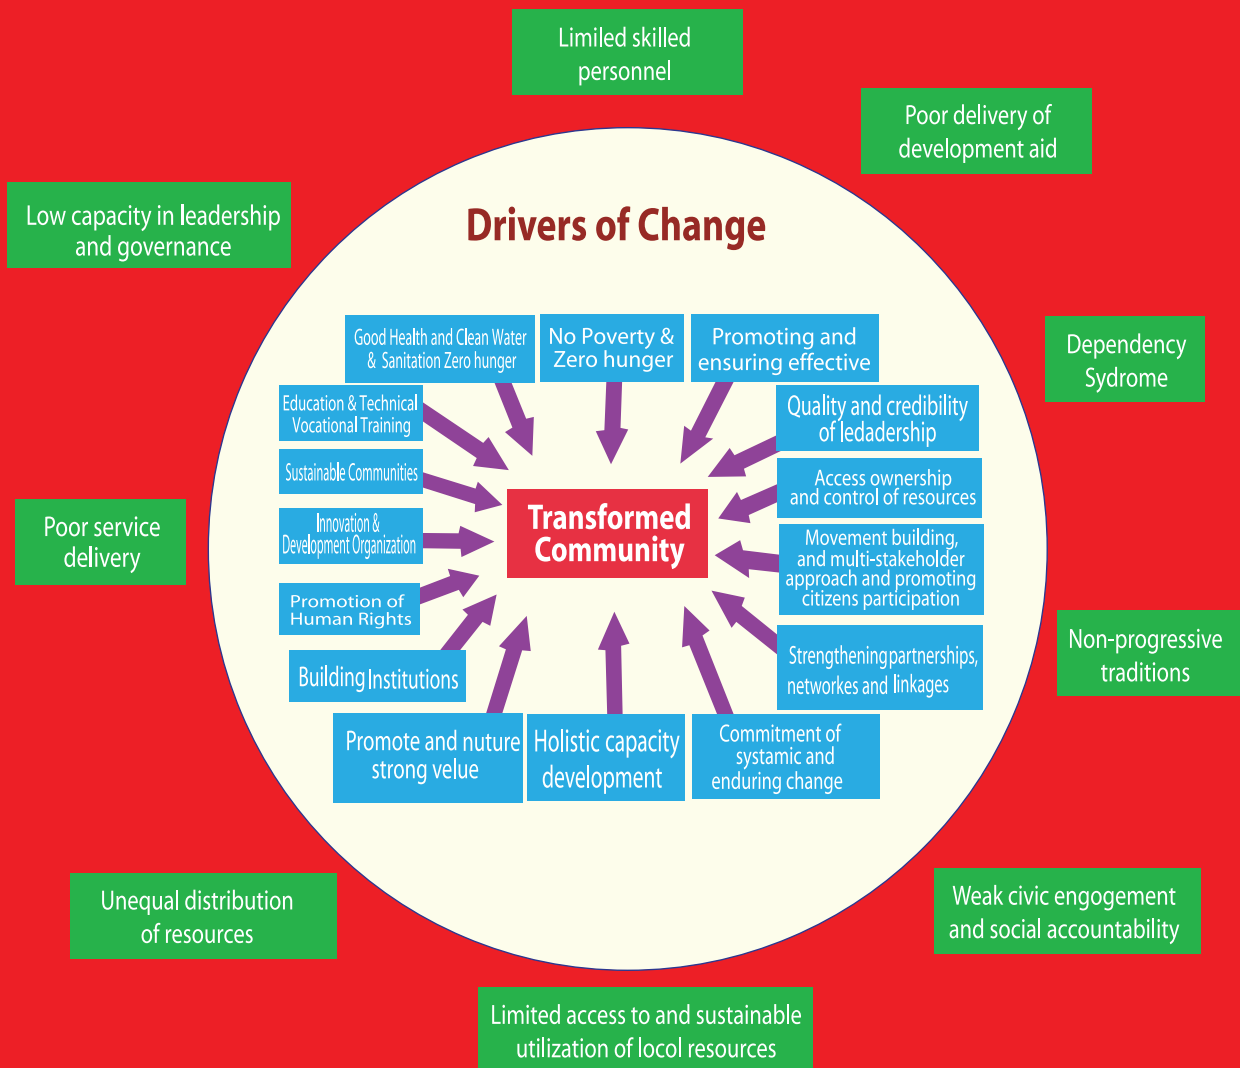 Limiled skilled
personnel
Poor delivery of
development aid
Low capacity in leadership
and governance
Drivers of Change
Good Health and Clean Water
& Sanitation Zero hunger
No Poverty &
Zero hunger
Promoting and
ensuring effective
Dependency
Sydrome
Education & Technical
Vocational Training
Quality and credibility
of ledadership
Sustainable Communities
Access ownership
and control of resources
Poor service
delivery
Innovation &
Development Organization
Transformed
Community
Movement building,
and multi-stakeholder
approach and promoting
citizens participation
Promotion of
Human Rights
Non-progressive
traditions
Building Institutions
Strengthening partnerships,
networkes and linkages
Promote and nuture
strong value
Holistic capacity
development
Commitment of
systamic and
enduring change
Unequal distribution
of resources
Weak civic engogement
and social accountability
Limited access to and sustainable
utilization of locol resources